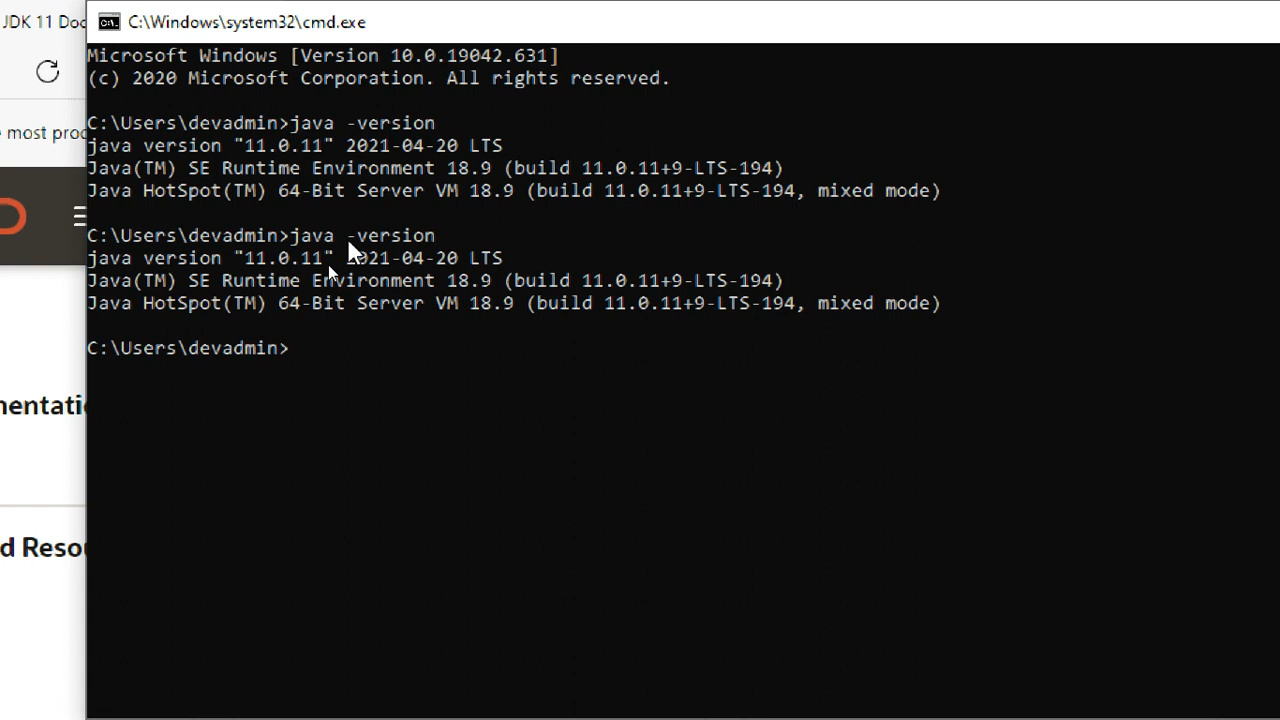 JDK 11 Doc
C:\Windows\system32\cmd.exe
Microsoft Windows [Version 10.0.19042.631]
(c) 2020 Microsoft Corporation. All rights reserved.
e most prod
C:\Users\devadmin>java -version
java version "11.0.11" 2021-04-20 LTS
Java(TM) SE Runtime Environment 18.9 (build 11.0.11+9-LTS-194)
Java HotSpot(TM) 64-Bit Server VM 18.9 (build 11.0.11+9-LTS-194, mixed mode)
C:\Users\devadmin>java -version
java version "11.0.11" 2021-04-20 LTS
Java(TM) SE Runtime Environment 18.9 (build 11.0.11+9-LTS-194)
Java HotSpot(TM) 64-Bit Server VM 18.9 (build 11.0.11+9-LTS-194, mixed mode)
C:\Users\devadmin>
mentatio
d Resou